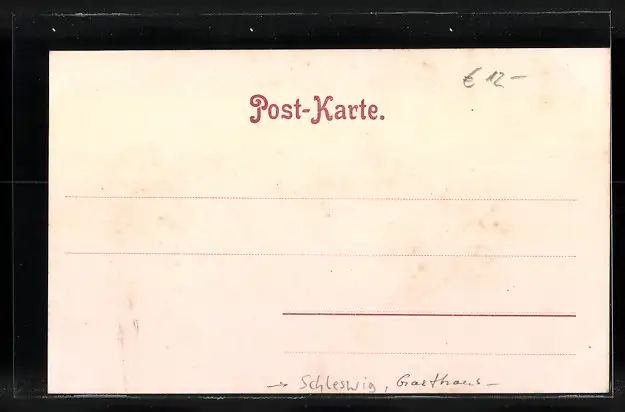 € 12 –
Post-Karte.
→ Schleswig, Gasthaus –